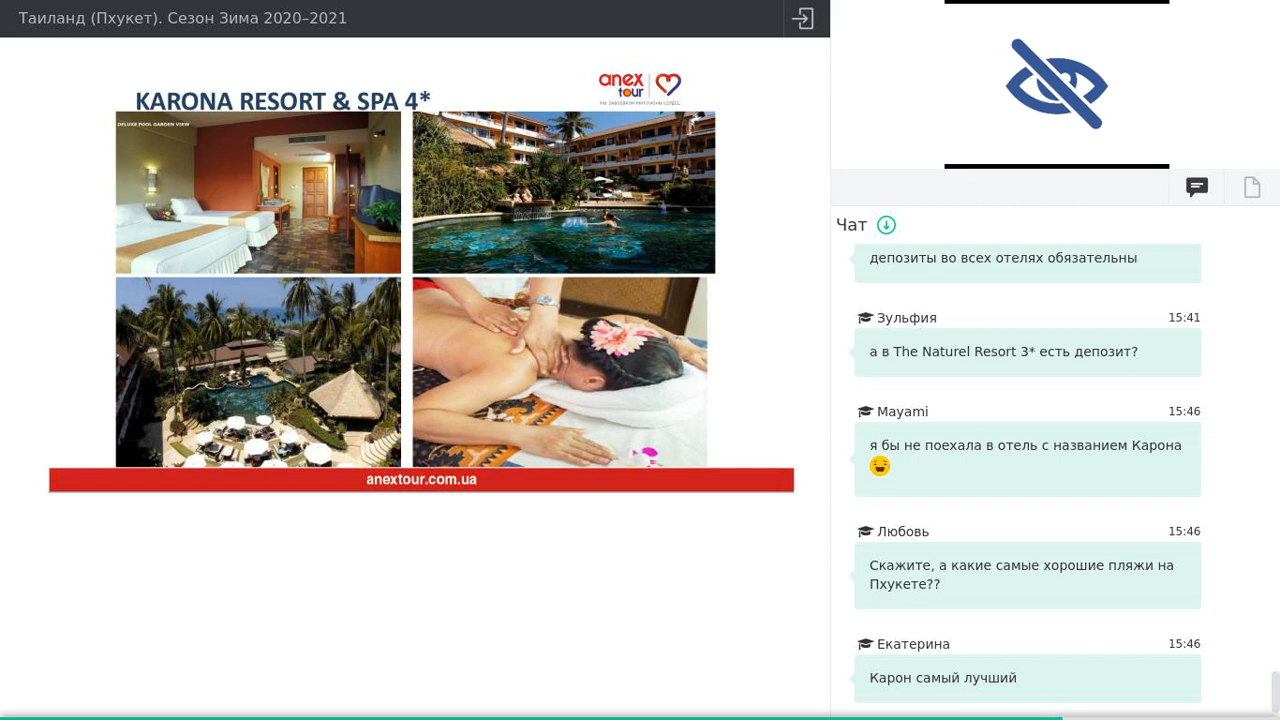 Таиланд (Пхукет). Сезон Зима 2020–2021
KARONA RESORT & SPA 4*
anex
tour
DELUXE POOL GARDEN VIEW
anextour.com.ua
Чат
депозиты во всех отелях обязательны
Зульфия 15:41
а в The Naturel Resort 3* есть депозит?
Mayami 15:46
я бы не поехала в отель с названием Карона
Любовь 15:46
Скажите, а какие самые хорошие пляжи на
Пхукете??
Екатерина 15:46
Карон самый лучший